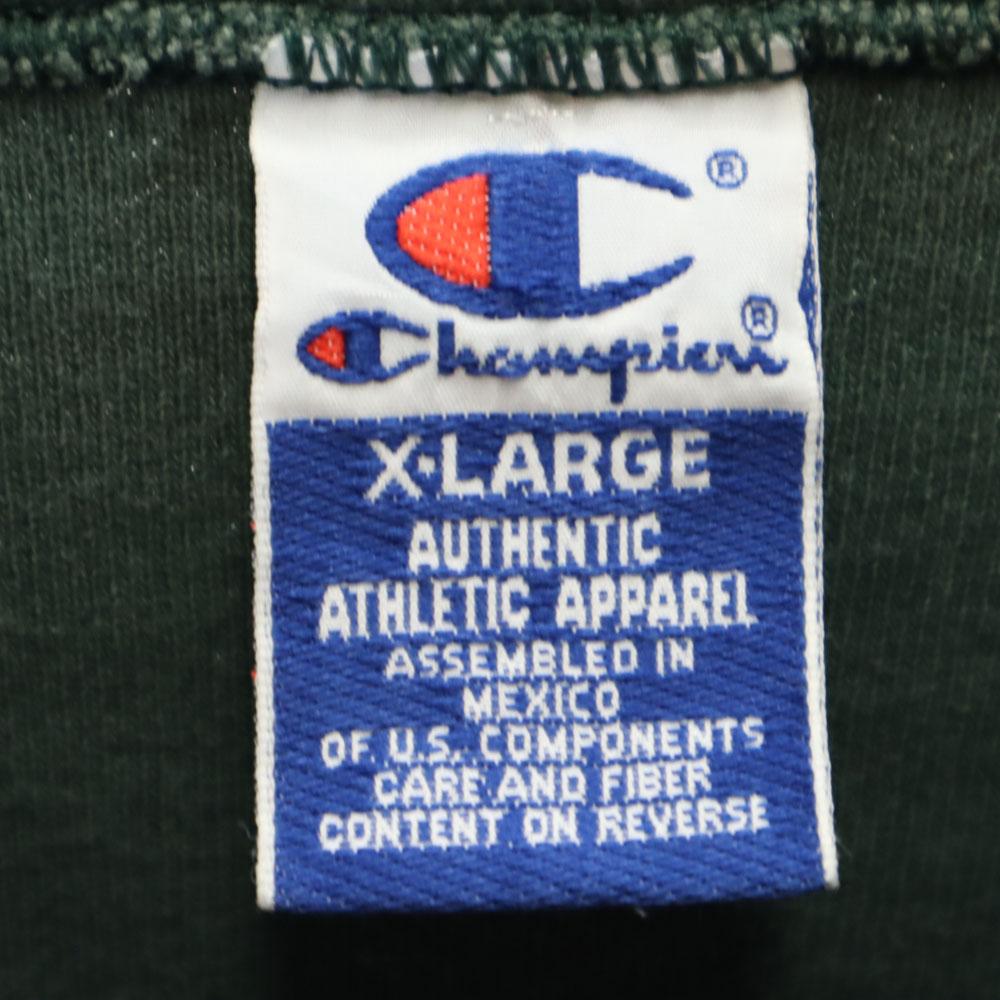 ®
Champion®
X·LARGE
AUTHENTIC
ATHLETIC APPAREL
ASSEMBLED IN
MEXICO
OF U.S. COMPONENTS
CARE AND FIBER
CONTENT ON REVERSE